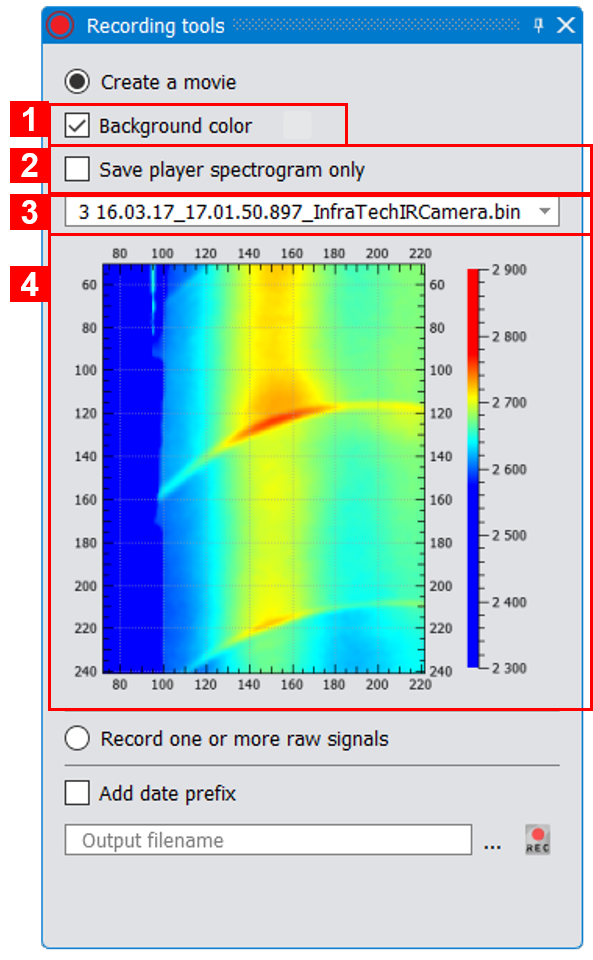 Recording tools
Create a movie
1 Background color
2 Save player spectrogram only
3 3 16.03.17_17.01.50.897_InfraTechIRCamera.bin
4
80 100 120 140 160 180 200 220
60 60 2 900
80 80 2 800
100 100 2 700
120 120 2 600
140 140 2 500
160 160 2 400
180 180 2 300
200 200
220 220
240 240
80 100 120 140 160 180 200 220
Record one or more raw signals
Add date prefix
Output filename ... REC